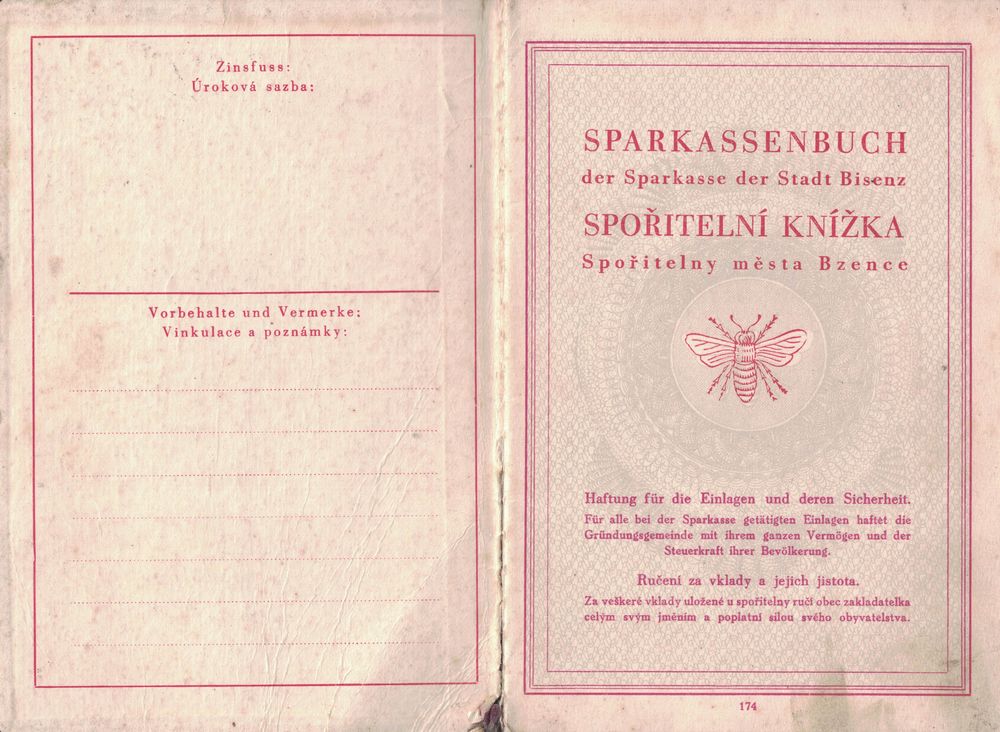 Zinsfuss:
Úroková sazba:
Vorbehalte und Vermerke:
Vinkulace a poznámky:
SPARKASSENBUCH
der Sparkasse der Stadt Bisenz
SPOŘITELNÍ KNÍŽKA
Spořitelny města Bzence
Haftung für die Einlagen und deren Sicherheit.
Für alle bei der Sparkasse getätigten Einlagen haftet die
Gründungsgemeinde mit ihrem ganzen Vermögen und der
Steuerkraft ihrer Bevölkerung.
Ručení za vklady a jejich jistota.
Za veškeré vklady uložené u spořitelny ručí obec zakladatelka
celým svým jměním a poplatní silou svého obyvatelstva.
174